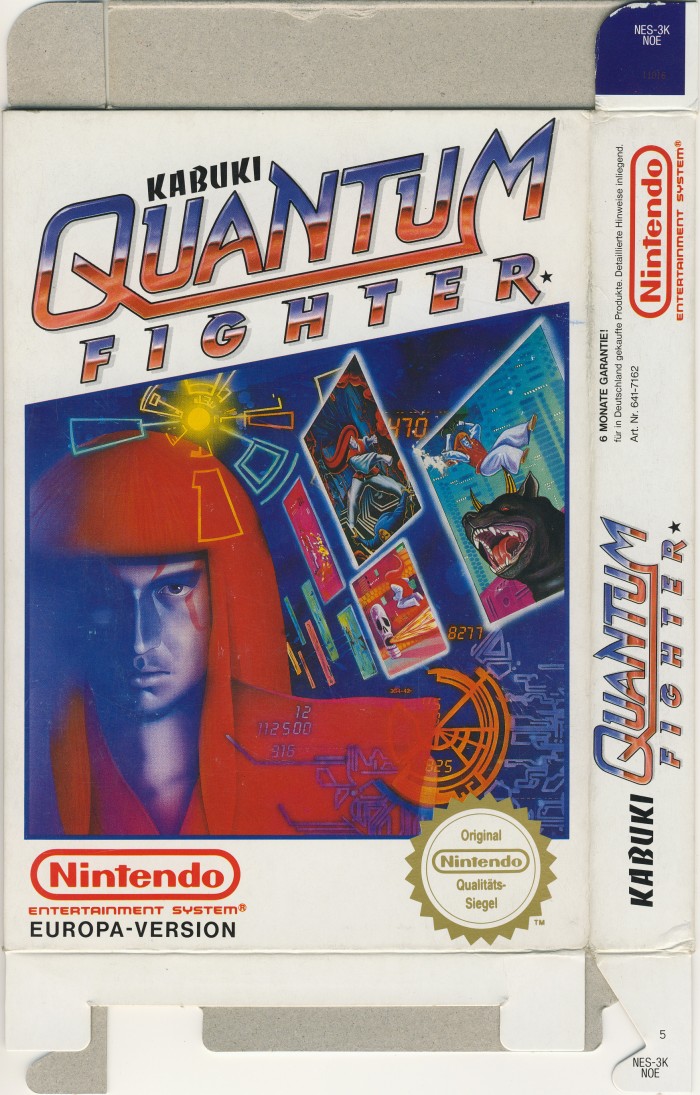 NES-3K
NOE
KABUKI
QUANTUM
FIGHTER
470
8277
12
112500
315
825
Nintendo
ENTERTAINMENT SYSTEM®
EUROPA-VERSION
Original
Nintendo
Qualitäts-
Siegel
TM
Nintendo
ENTERTAINMENT SYSTEM®
6 MONATE GARANTIE!
für in Deutschland gekaufte Produkte. Detaillierte Hinweise inliegend.
Art. Nr. 641-7162
KABUKI
QUANTUM
FIGHTER
5
NES-3K
NOE